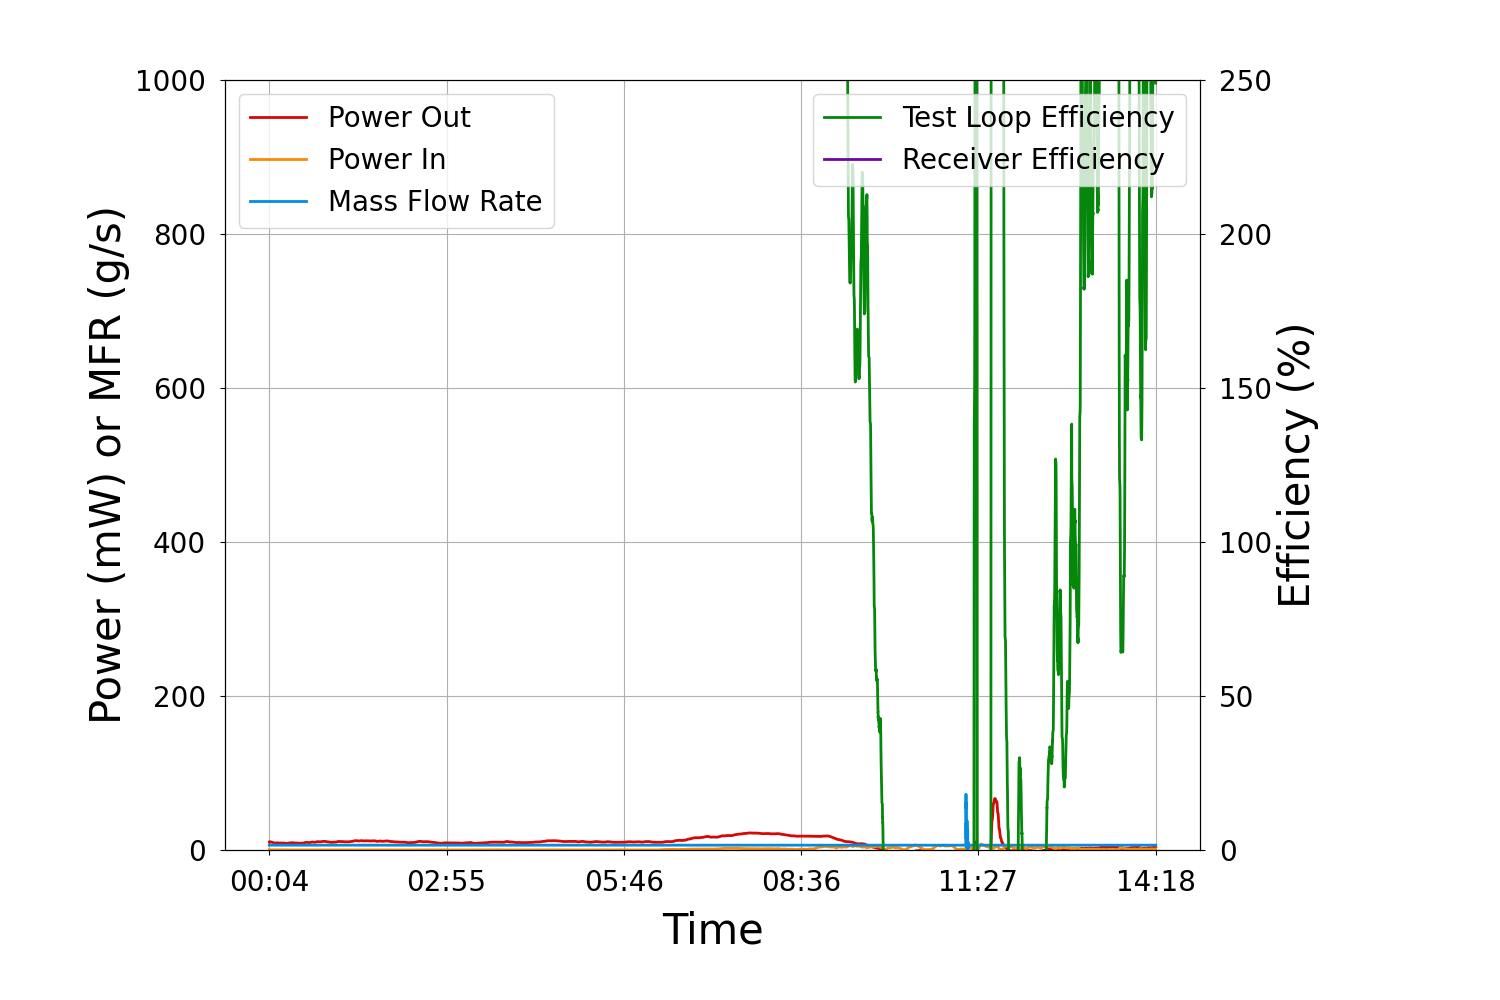 1000
800
600
400
200
0
Power (mW) or MFR (g/s)
Power Out
Power In
Mass Flow Rate
Test Loop Efficiency
Receiver Efficiency
250
200
150
100
50
0
Efficiency (%)
00:04 02:55 05:46 08:36 11:27 14:18
Time